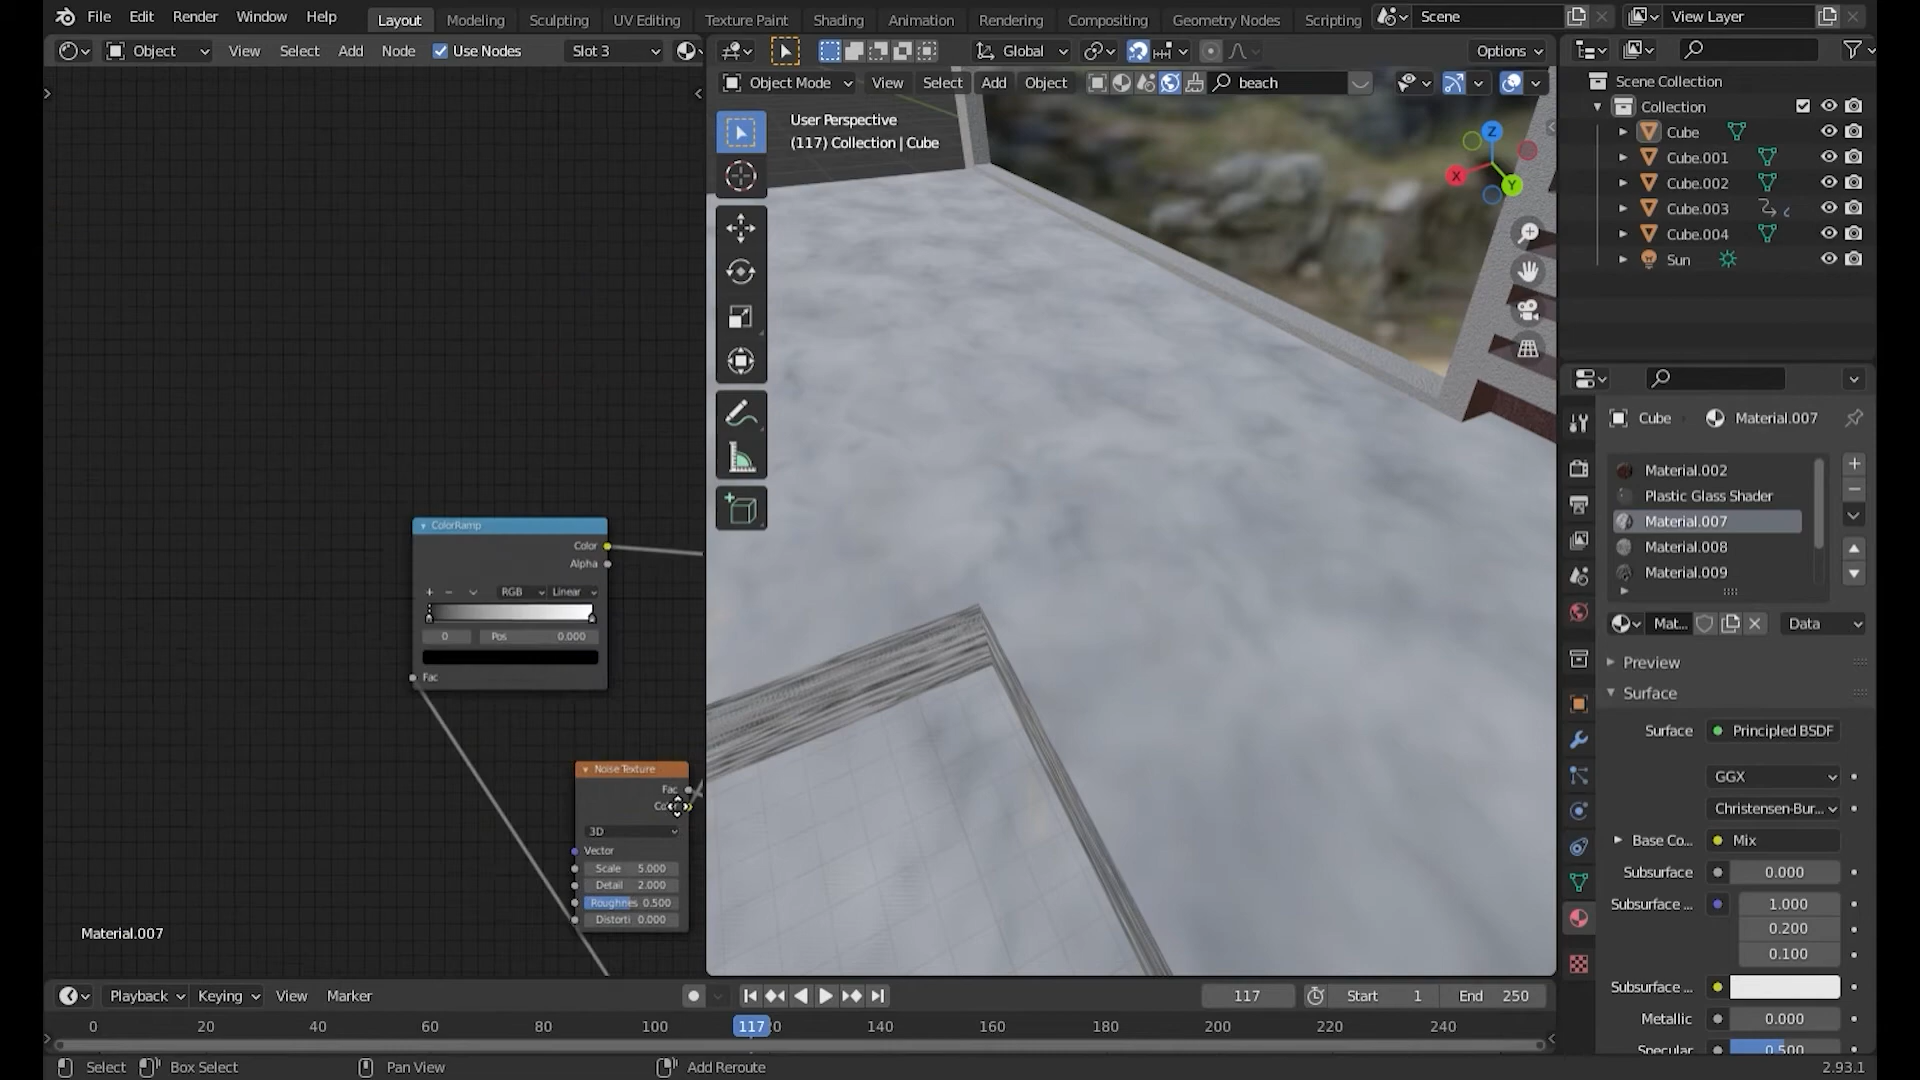 File Edit Render Window Help
Layout Modeling Sculpting UV Editing Texture Paint Shading Animation Rendering Compositing Geometry Nodes Scripting
Scene
View Layer
Object View Select Add Node Use Nodes Slot 3
Global
Options
Object Mode View Select Add Object
beach
User Perspective
(117) Collection | Cube
Z
X
Y
Scene Collection
Collection
Cube
Cube.001
Cube.002
Cube.003
Cube.004
Sun
ColorRamp
Color
Alpha
+ − RGB Linear
0 Pos 0.000
Fac
Noise Texture
Fac
3D
Vector
Scale 5.000
Detail 2.000
Roughnes 0.500
Distorti 0.000
Material.007
Cube Material.007
Material.002
Plastic Glass Shader
Material.007
Material.008
Material.009
Mat... Data
Preview
Surface
Surface Principled BSDF
GGX
Christensen-Bur...
Base Co... Mix
Subsurface 0.000
Subsurface ... 1.000
0.200
0.100
Subsurface ...
Metallic 0.000
Specular 0.500
Playback Keying View Marker
117 Start 1 End 250
0 20 40 60 80 100 117 140 160 180 200 220 240
Select Box Select Pan View Add Reroute 2.93.1